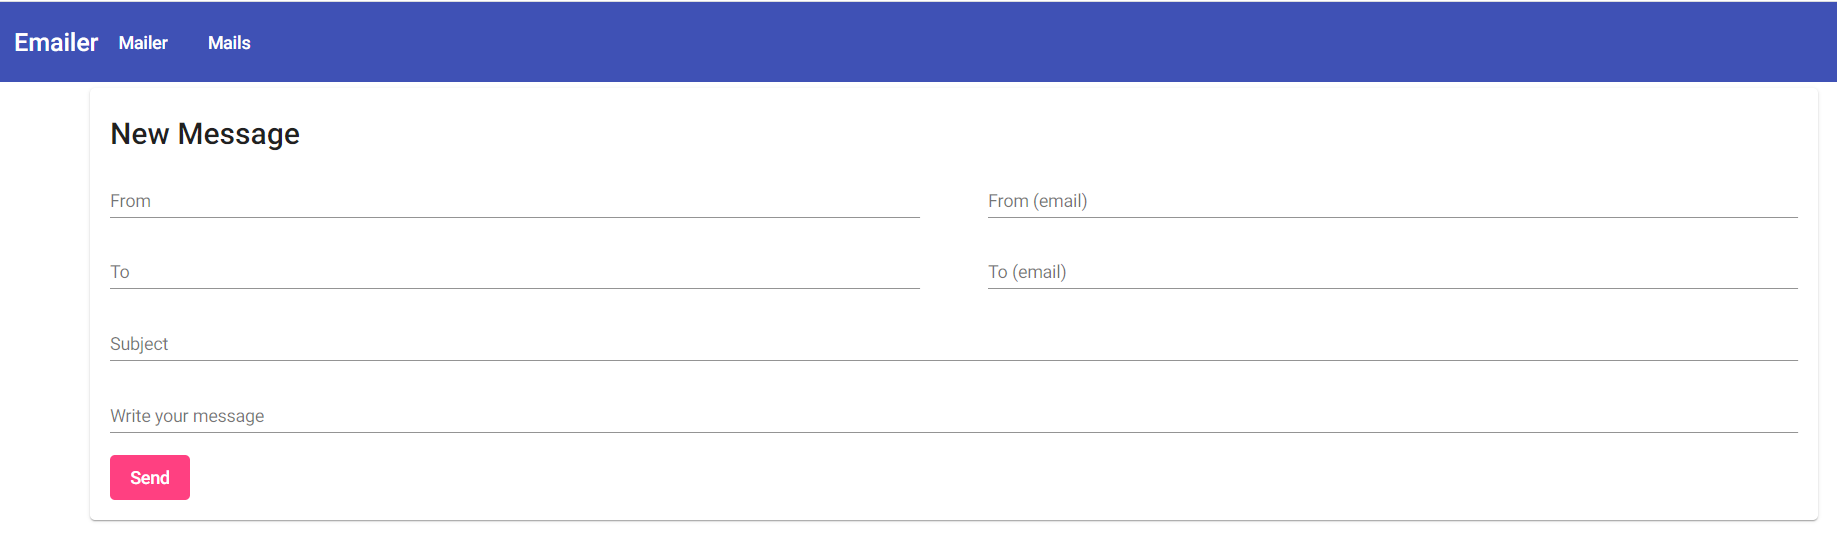 Emailer Mailer Mails
New Message
From From (email)
To To (email)
Subject
Write your message
Send